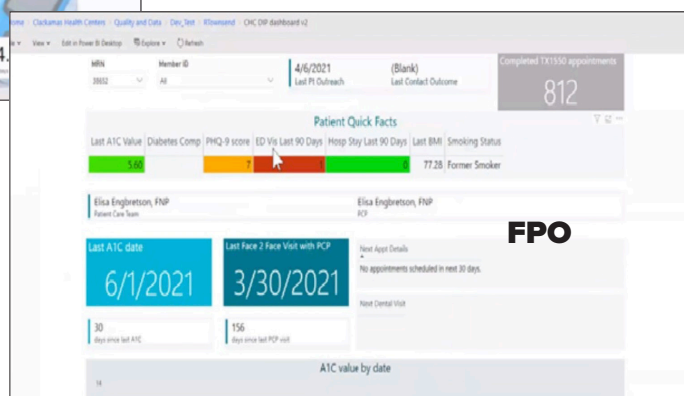 4.
ome > Clackamas Health Centers > Quality and Data > Dev_Test > RTownsend > CHC DIP dashboard v2
View Edit in Power BI Desktop Explore Refresh
MRN
Member ID
4/6/2021
(Blank)
Completed TX1550 appointments
All
Last PI Outreach
Last Contact Outcome
812
Patient Quick Facts
Last A1C Value Diabetes Comp PHQ-9 score ED Vis Last 90 Days Hosp Stay Last 90 Days Last BMI Smoking Status
5.60 7 1 0 77.28 Former Smoker
Elisa Engbretson, FNP
Patient Care Team
Elisa Engbretson, FNP
PCP
FPO
Last A1C date
6/1/2021
Last Face 2 Face Visit with PCP
3/30/2021
Next Appt Details
No appointments scheduled in next 30 days.
Next Dental Visit
30
days since last A1C
156
days since last PCP visit
A1C value by date